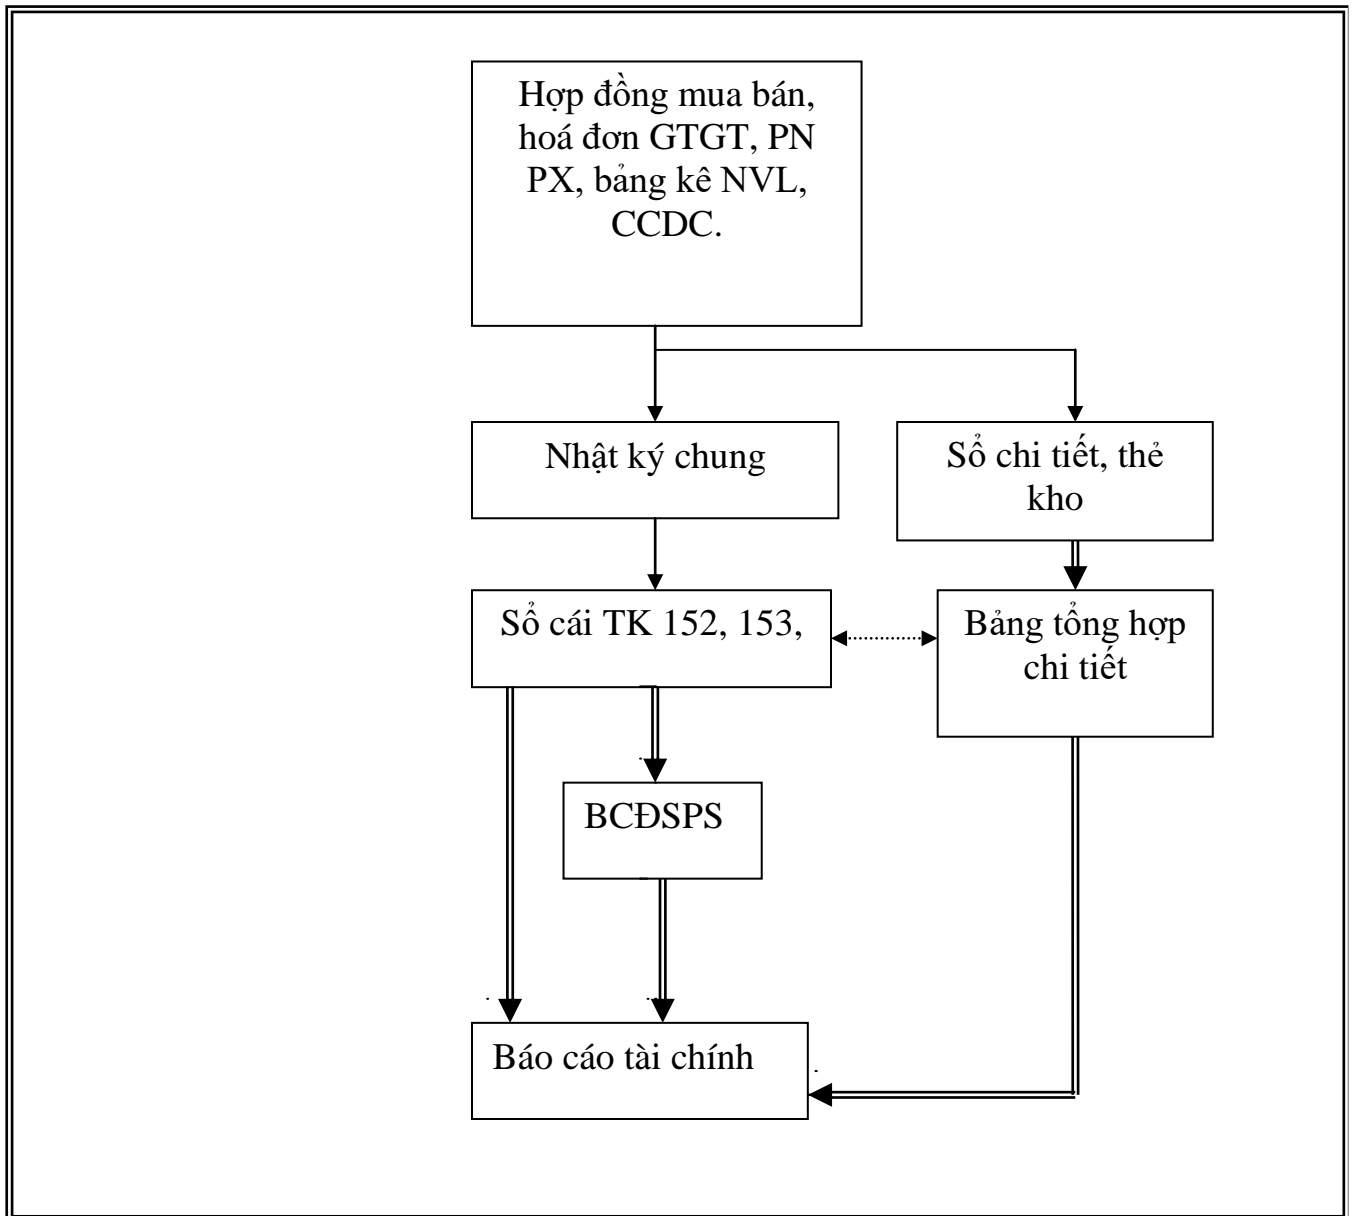 Hợp đồng mua bán,
hoá đơn GTGT, PN
PX, bảng kê NVL,
CCDC.
Nhật ký chung
Sổ chi tiết, thẻ
kho
Sổ cái TK 152, 153,
Bảng tổng hợp
chi tiết
BCĐSPS
Báo cáo tài chính